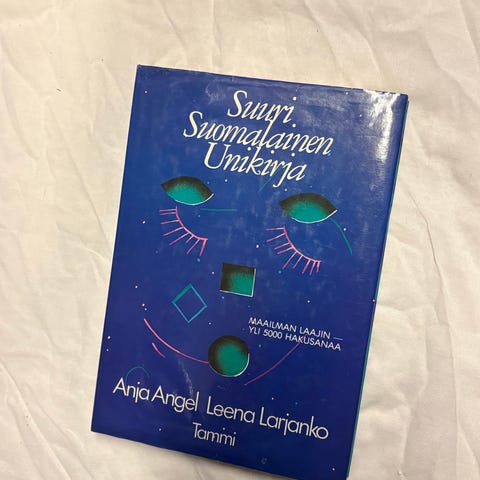 Suuri
Suomalainen
Unikirja
MAAILMAN LAAJIN —
YLI 5000 HAKUSANAA
Anja Angel Leena Larjanko
Tammi